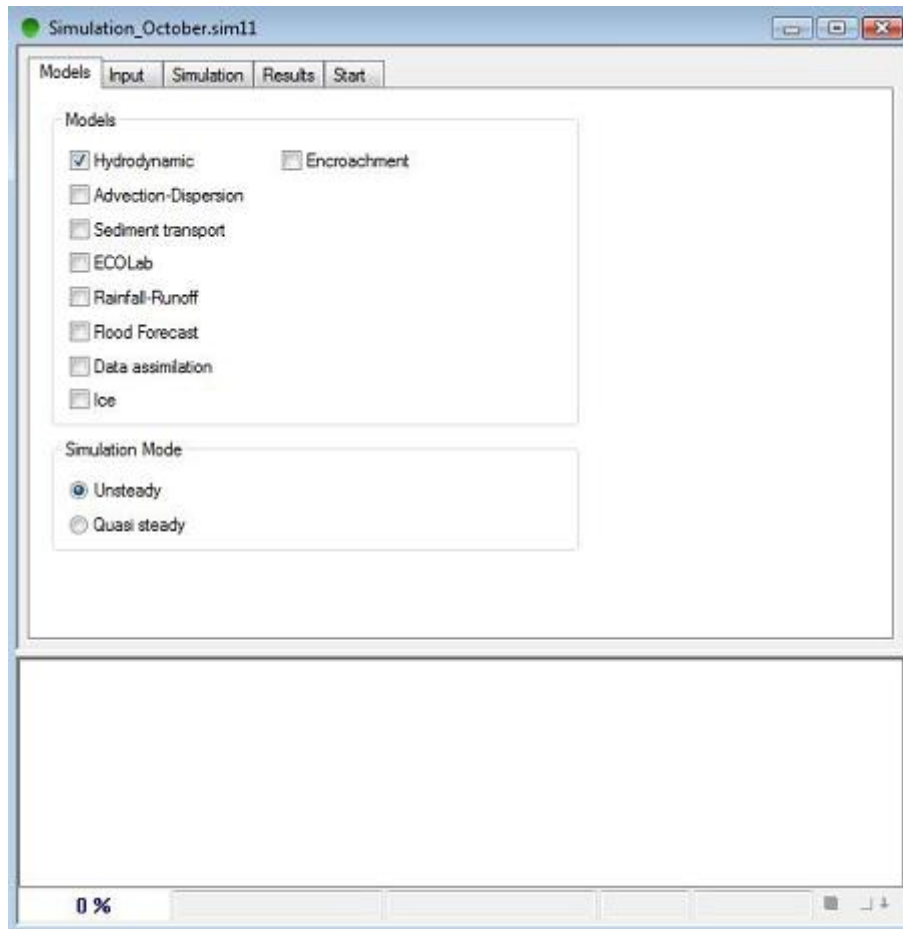 Simulation_October.sim11
Models Input Simulation Results Start
Models
Hydrodynamic Encroachment
Advection-Dispersion
Sediment transport
ECOLab
Rainfall-Runoff
Flood Forecast
Data assimilation
Ice
Simulation Mode
Unsteady
Quasi steady
0 %